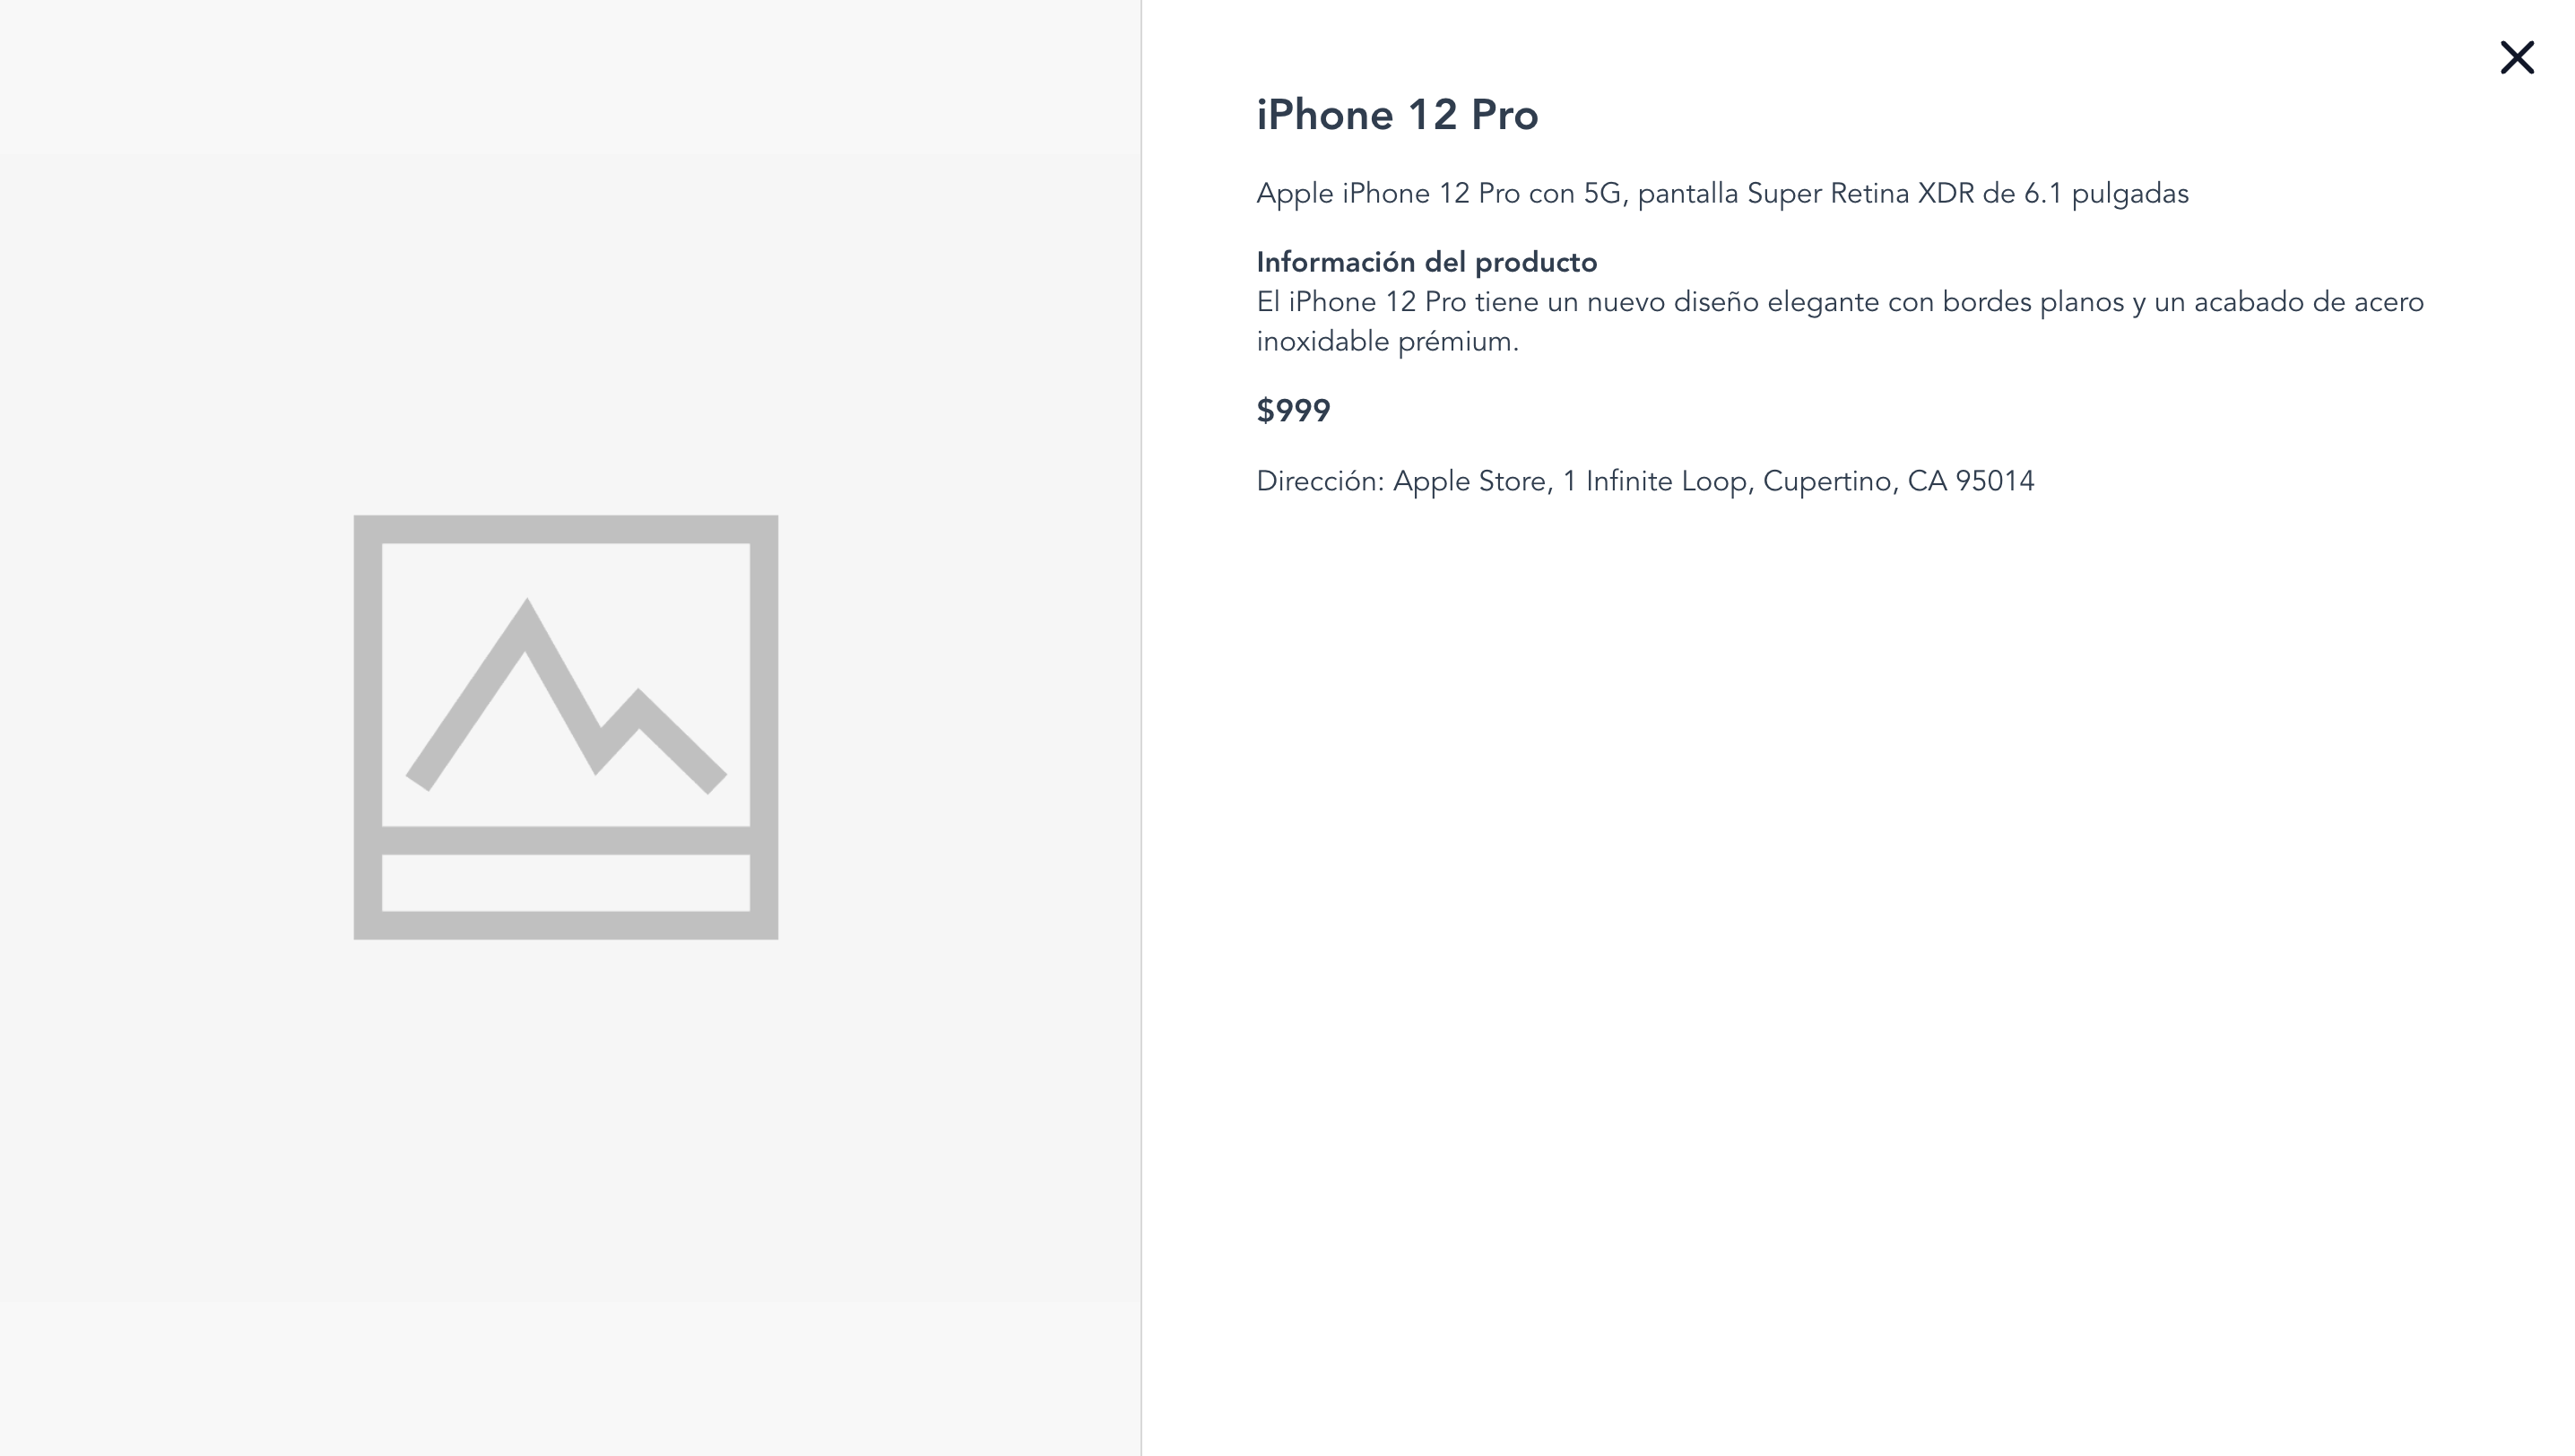 iPhone 12 Pro
Apple iPhone 12 Pro con 5G, pantalla Super Retina XDR de 6.1 pulgadas
Información del producto
El iPhone 12 Pro tiene un nuevo diseño elegante con bordes planos y un acabado de acero
inoxidable prémium.
$999
Dirección: Apple Store, 1 Infinite Loop, Cupertino, CA 95014